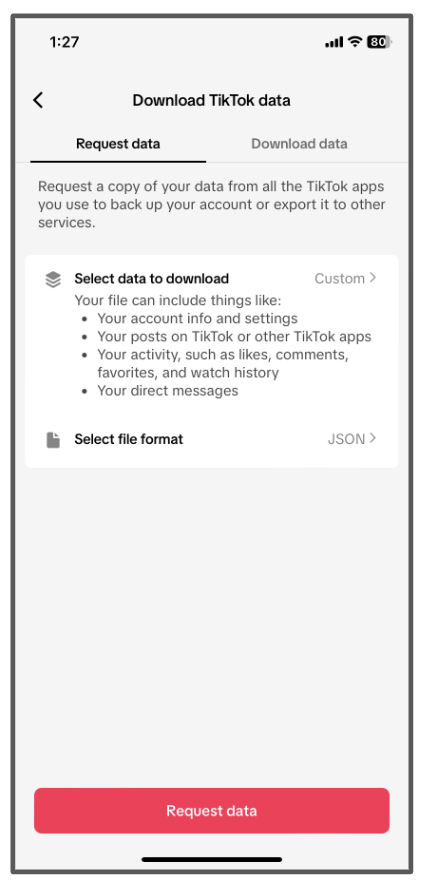 1:27
80
Download TikTok data
Request data
Download data
Request a copy of your data from all the TikTok apps
you use to back up your account or export it to other
services.
Select data to download
Custom >
Your file can include things like:
• Your account info and settings
• Your posts on TikTok or other TikTok apps
• Your activity, such as likes, comments,
favorites, and watch history
• Your direct messages
Select file format
JSON >
Request data